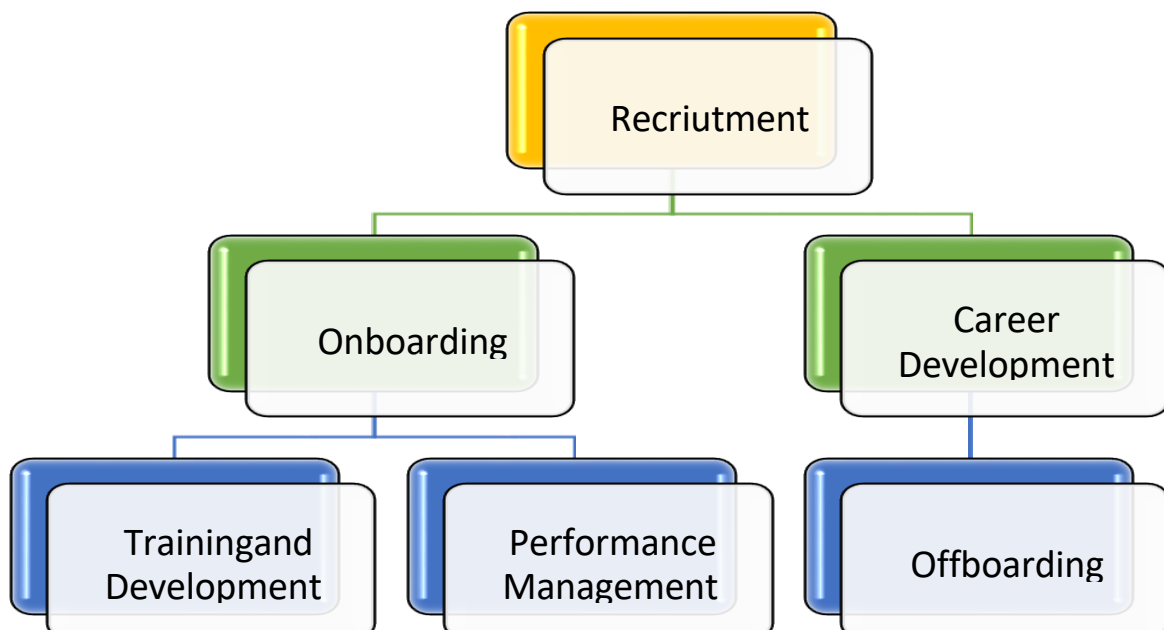 Recriutment
Onboarding
Career
Development
Trainingand
Development
Performance
Management
Offboarding